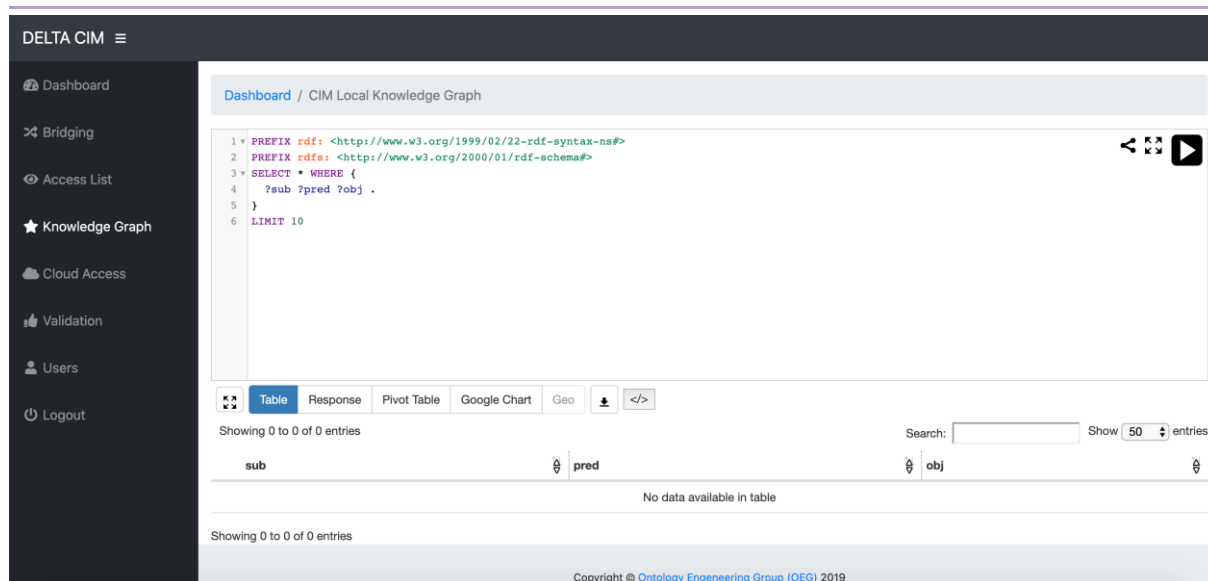 DELTA CIM
Dashboard
Bridging
Access List
Knowledge Graph
Cloud Access
Validation
Users
Logout
Dashboard / CIM Local Knowledge Graph
1 PREFIX rdf: <http://www.w3.org/1999/02/22-rdf-syntax-ns#>
2 PREFIX rdfs: <http://www.w3.org/2000/01/rdf-schema#>
3 SELECT * WHERE {
4 ?sub ?pred ?obj .
5 }
6 LIMIT 10
Table Response Pivot Table Google Chart Geo </>
Showing 0 to 0 of 0 entries Search: Show 50 entries
sub pred obj
No data available in table
Showing 0 to 0 of 0 entries
Copyright © Ontology Engeneering Group (OEG) 2019